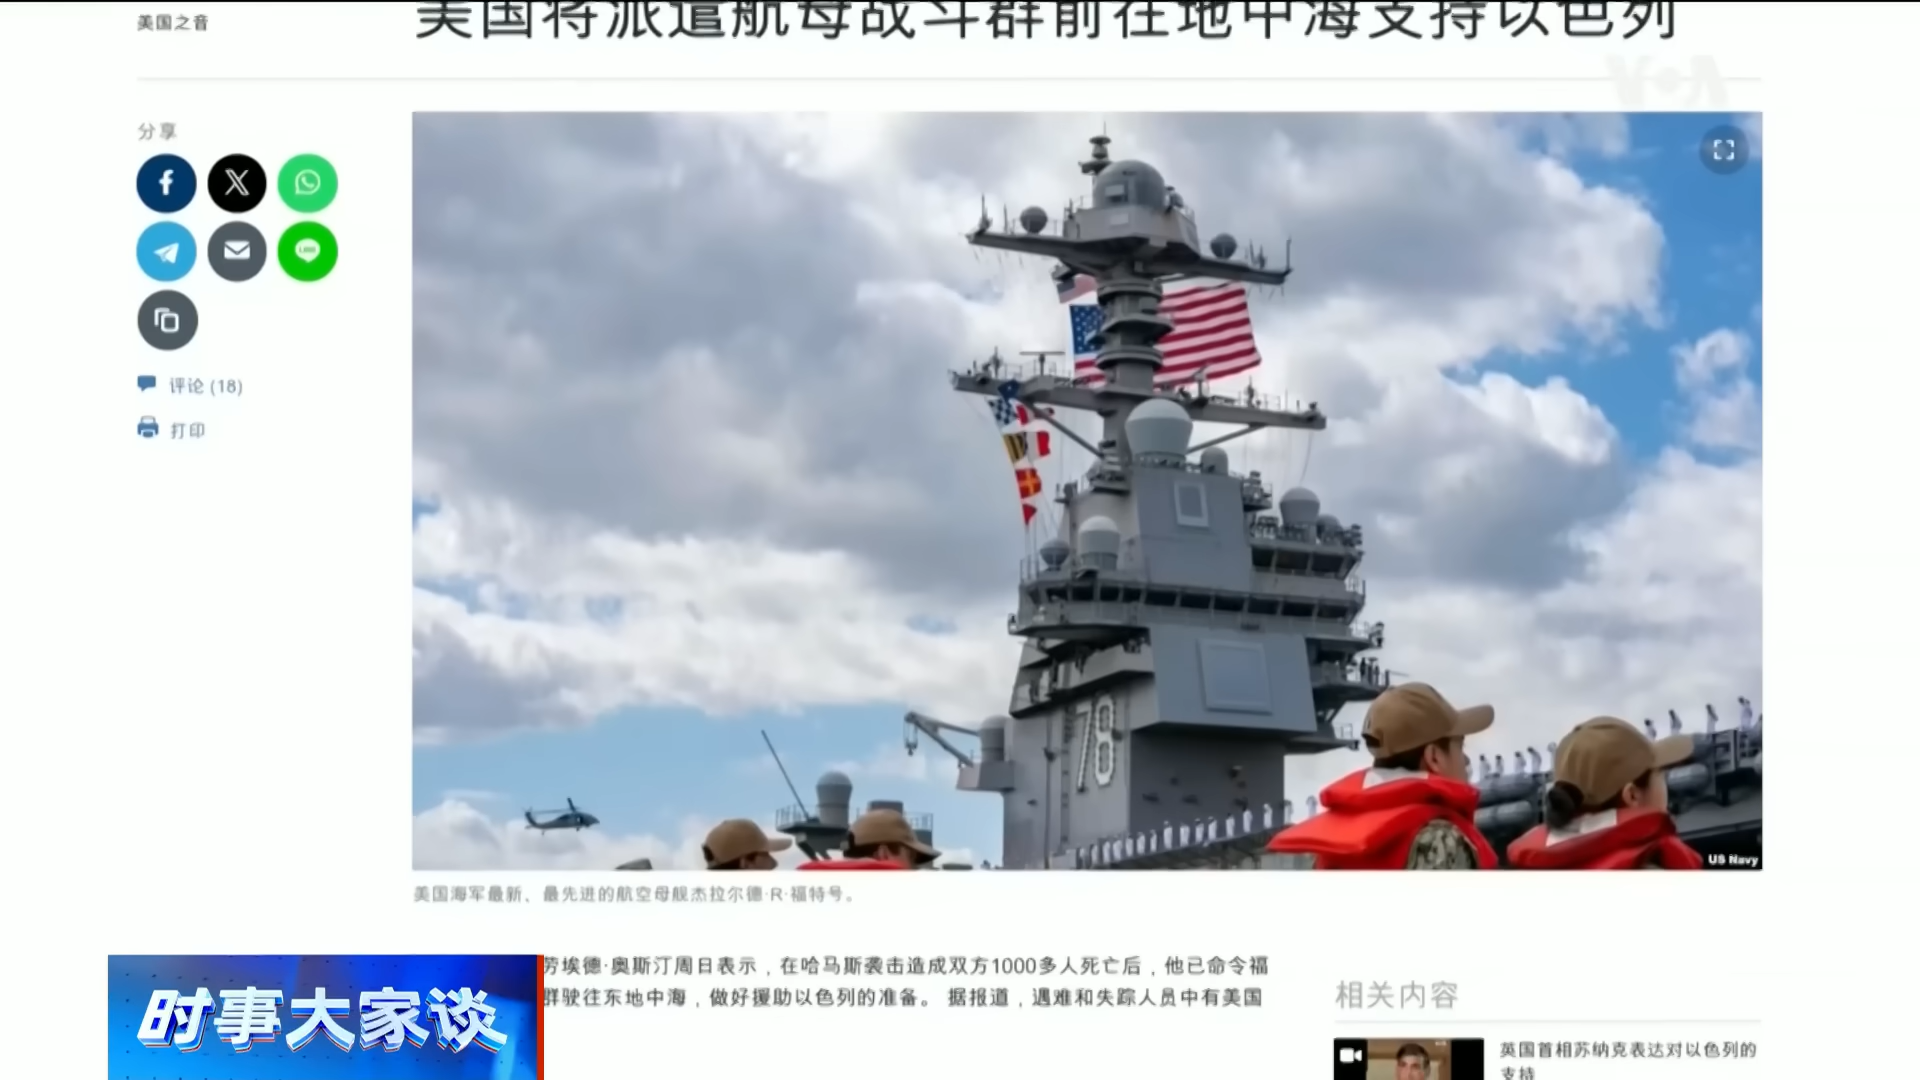 美国之音
美国将派遣航母战斗群前往地中海支持以色列
VOA
分享
LINE
评论 (18)
打印
78
US Navy
美国海军最新、最先进的航空母舰杰拉尔德·R·福特号。
劳埃德·奥斯汀周日表示，在哈马斯袭击造成双方1000多人死亡后，他已命令福
群驶往东地中海，做好援助以色列的准备。 据报道，遇难和失踪人员中有美国
时事大家谈
相关内容
英国首相苏纳克表达对以色列的
支持